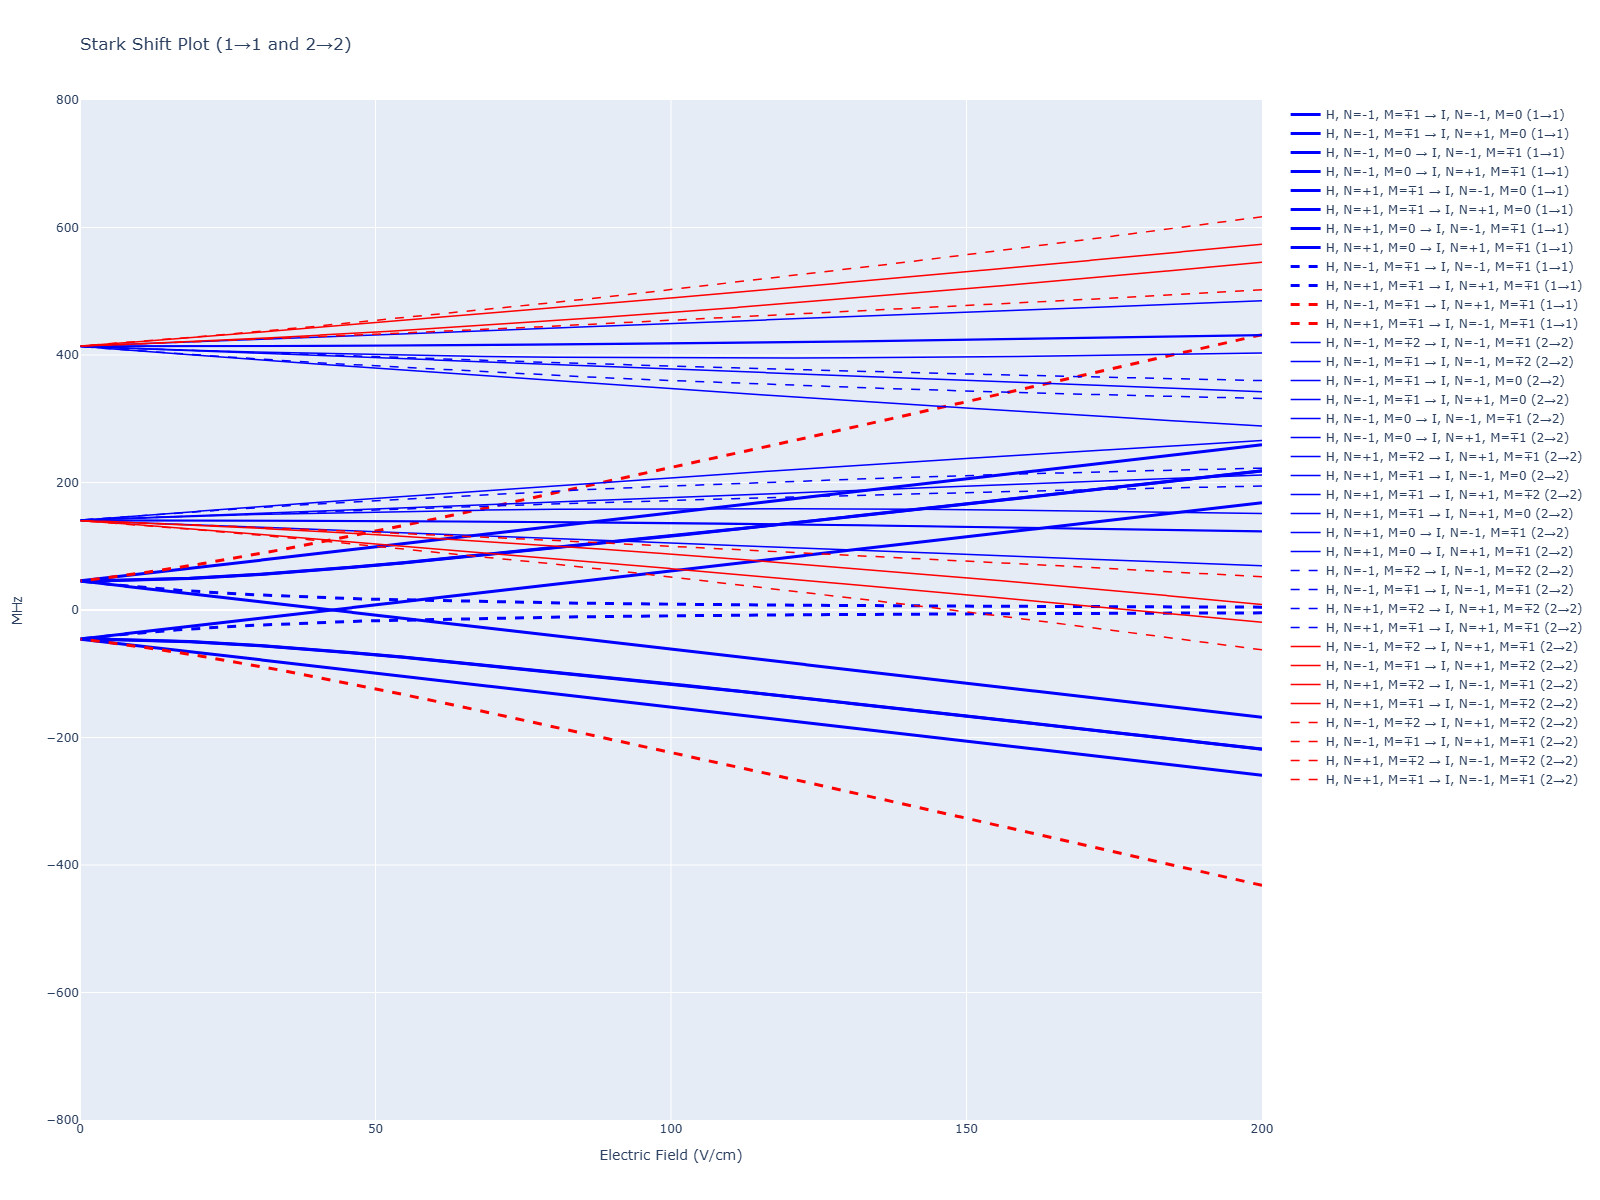 Stark Shift Plot (1→1 and 2→2)
800
600
400
200
0
−200
−400
−600
−800
MHz
0
50
100
150
200
Electric Field (V/cm)
H, N=-1, M=∓1 → I, N=-1, M=0 (1→1)
H, N=-1, M=∓1 → I, N=+1, M=0 (1→1)
H, N=-1, M=0 → I, N=-1, M=∓1 (1→1)
H, N=-1, M=0 → I, N=+1, M=∓1 (1→1)
H, N=+1, M=∓1 → I, N=-1, M=0 (1→1)
H, N=+1, M=∓1 → I, N=+1, M=0 (1→1)
H, N=+1, M=0 → I, N=-1, M=∓1 (1→1)
H, N=+1, M=0 → I, N=+1, M=∓1 (1→1)
H, N=-1, M=∓1 → I, N=-1, M=∓1 (1→1)
H, N=+1, M=∓1 → I, N=+1, M=∓1 (1→1)
H, N=-1, M=∓1 → I, N=+1, M=∓1 (1→1)
H, N=+1, M=∓1 → I, N=-1, M=∓1 (1→1)
H, N=-1, M=∓2 → I, N=-1, M=∓1 (2→2)
H, N=-1, M=∓1 → I, N=-1, M=∓2 (2→2)
H, N=-1, M=∓1 → I, N=-1, M=0 (2→2)
H, N=-1, M=∓1 → I, N=+1, M=0 (2→2)
H, N=-1, M=0 → I, N=-1, M=∓1 (2→2)
H, N=-1, M=0 → I, N=+1, M=∓1 (2→2)
H, N=+1, M=∓2 → I, N=+1, M=∓1 (2→2)
H, N=+1, M=∓1 → I, N=-1, M=0 (2→2)
H, N=+1, M=∓1 → I, N=+1, M=∓2 (2→2)
H, N=+1, M=∓1 → I, N=+1, M=0 (2→2)
H, N=+1, M=0 → I, N=-1, M=∓1 (2→2)
H, N=+1, M=0 → I, N=+1, M=∓1 (2→2)
H, N=-1, M=∓2 → I, N=-1, M=∓2 (2→2)
H, N=-1, M=∓1 → I, N=-1, M=∓1 (2→2)
H, N=+1, M=∓2 → I, N=+1, M=∓2 (2→2)
H, N=+1, M=∓1 → I, N=+1, M=∓1 (2→2)
H, N=-1, M=∓2 → I, N=+1, M=∓1 (2→2)
H, N=-1, M=∓1 → I, N=+1, M=∓2 (2→2)
H, N=+1, M=∓2 → I, N=-1, M=∓1 (2→2)
H, N=+1, M=∓1 → I, N=-1, M=∓2 (2→2)
H, N=-1, M=∓2 → I, N=+1, M=∓2 (2→2)
H, N=-1, M=∓1 → I, N=+1, M=∓1 (2→2)
H, N=+1, M=∓2 → I, N=-1, M=∓2 (2→2)
H, N=+1, M=∓1 → I, N=-1, M=∓1 (2→2)